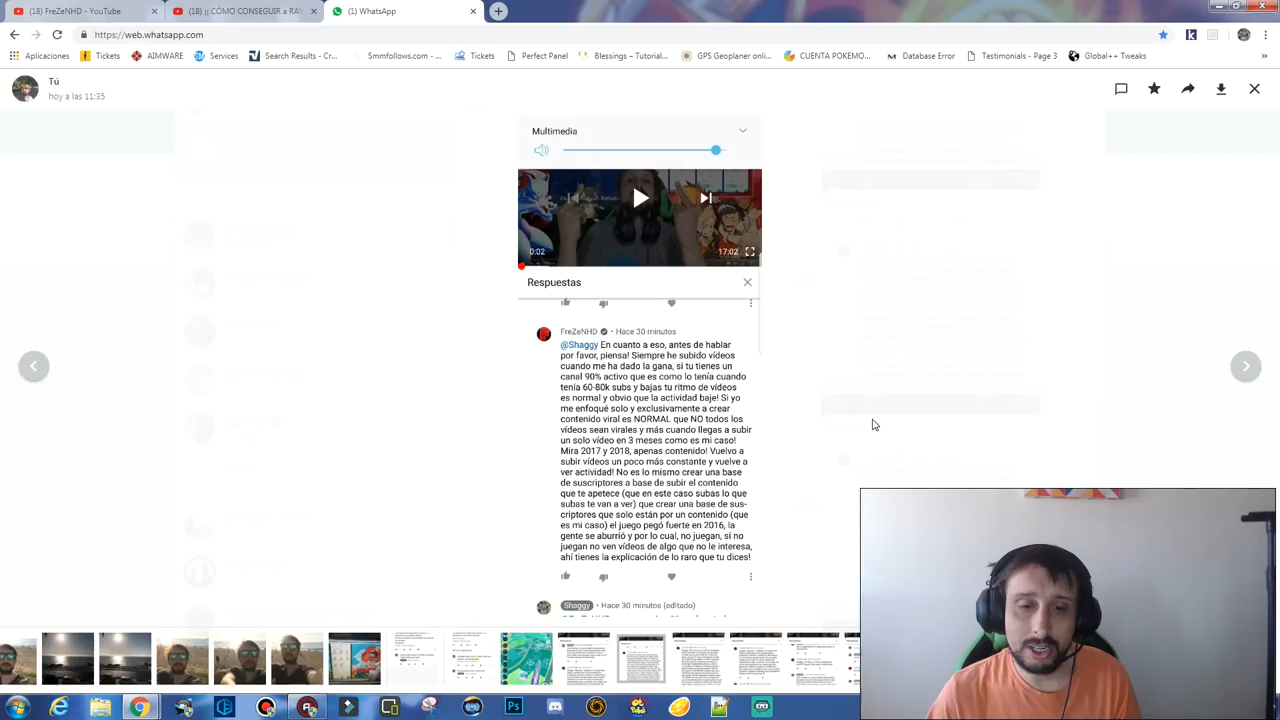 (18) FreZeNHD - YouTube
(18) ¡¡ CÓMO CONSEGUIR a RAY
(1) WhatsApp
https://web.whatsapp.com
Aplicaciones
Tickets
AIMWARE
Services
Search Results - Cr...
Smmfollows.com - ...
Tickets
Perfect Panel
Blessings – Tutorial...
GPS Geoplaner onli...
CUENTA POKEMO...
Database Error
Testimonials - Page 3
Global++ Tweaks
»
Tú
hoy a las 11:35
Multimedia
0:02
17:02
Respuestas
FreZeNHD • Hace 30 minutos
@Shaggy En cuanto a eso, antes de hablar
por favor, piensa! Siempre he subido vídeos
cuando me ha dado la gana, si tu tienes un
canal 90% activo que es como lo tenía cuando
tenía 60-80k subs y bajas tu ritmo de vídeos
es normal y obvio que la actividad baje! Si yo
me enfoqué solo y exclusivamente a crear
contenido viral es NORMAL que NO todos los
vídeos sean virales y más cuando llegas a subir
un solo vídeo en 3 meses como es mi caso!
Mira 2017 y 2018, apenas contenido! Vuelvo a
subir vídeos un poco más constante y vuelve a
ver actividad! No es lo mismo crear una base
de suscriptores a base de subir el contenido
que te apetece (que en este caso subas lo que
subas te van a ver) que crear una base de sus-
criptores que solo están por un contenido (que
es mi caso) el juego pegó fuerte en 2016, la
gente se aburrió y por lo cual, no juegan, si no
juegan no ven vídeos de algo que no le interesa,
ahí tienes la explicación de lo raro que tu dices!
Shaggy • Hace 30 minutos (editado)